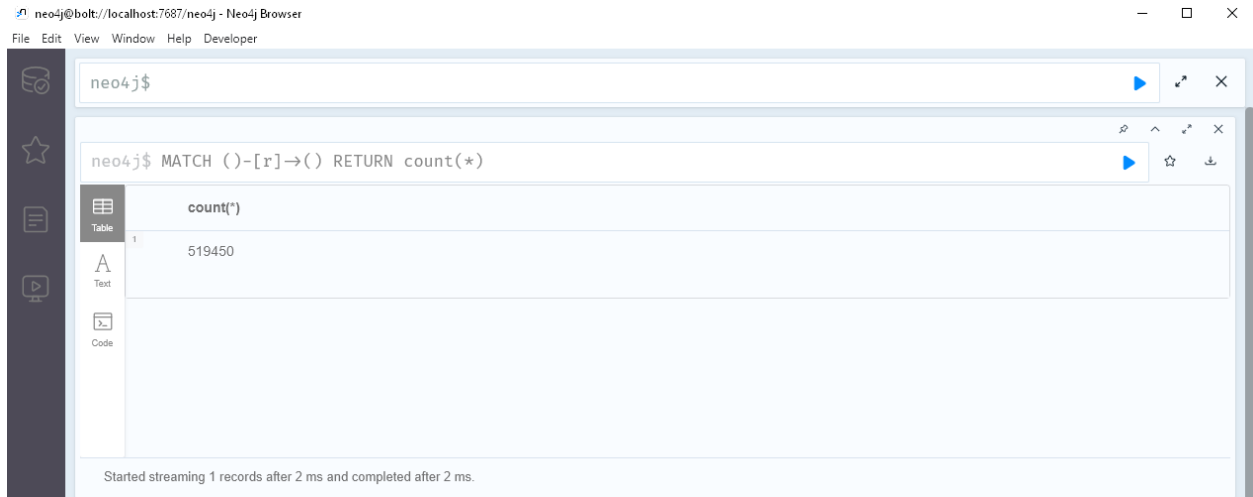 neo4j@bolt://localhost:7687/neo4j - Neo4j Browser
File Edit View Window Help Developer
neo4j$
neo4j$ MATCH ()-[r]→() RETURN count(*)
Table
count(*)
1
519450
Text
Code
Started streaming 1 records after 2 ms and completed after 2 ms.